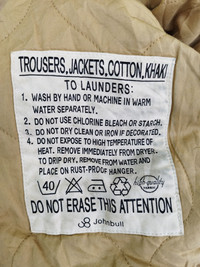 TROUSERS,JACKETS,COTTON,KHAKI
TO LAUNDERS:
1. WASH BY HAND OR MACHINE IN WARM
WATER SEPARATELY.
2. DO NOT USE CHLORINE BLEACH OR STARCH.
3. DO NOT DRY CLEAN OR IRON IF DECORATED.
4. DO NOT EXPOSE TO HIGH TEMPERATURE OF
HEAT. REMOVE IMMEDIATELY FROM DRYER.
TO DRIP DRY, REMOVE FROM WATER AND
PLACE ON RUST-PROOF HANGER.
40
DO NOT ERASE THIS ATTENTION
Johnbull